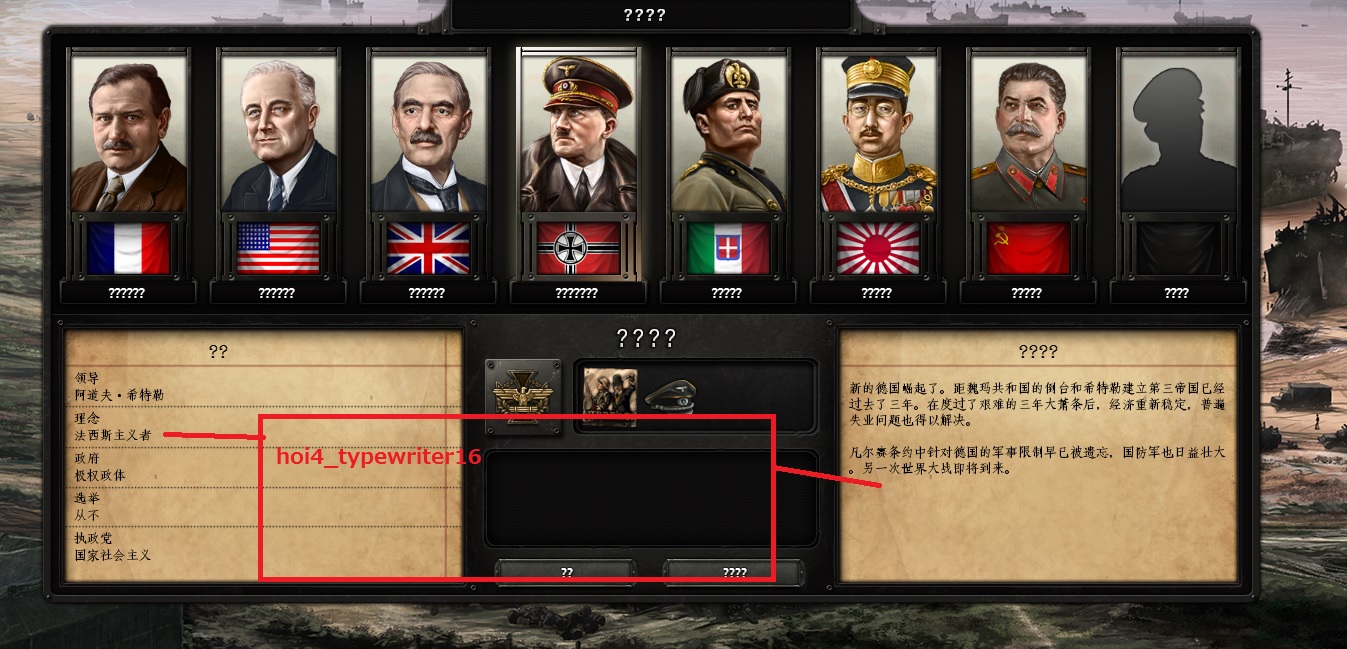 ????
??????
??????
??????
???????
?????
?????
?????
????
??
领导
阿道夫·希特勒
理念
法西斯主义者
政府
极权政体
选举
从不
执政党
国家社会主义
????
hoi4_typewriter16
??
????
????
新的德国崛起了。距魏玛共和国的倒台和希特勒建立第三帝国已经
过去了三年。在度过了艰难的三年大萧条后，经济重新稳定，普遍
失业问题也得以解决。
凡尔赛条约中针对德国的军事限制早已被遗忘，国防军也日益壮大
。另一次世界大战即将到来。